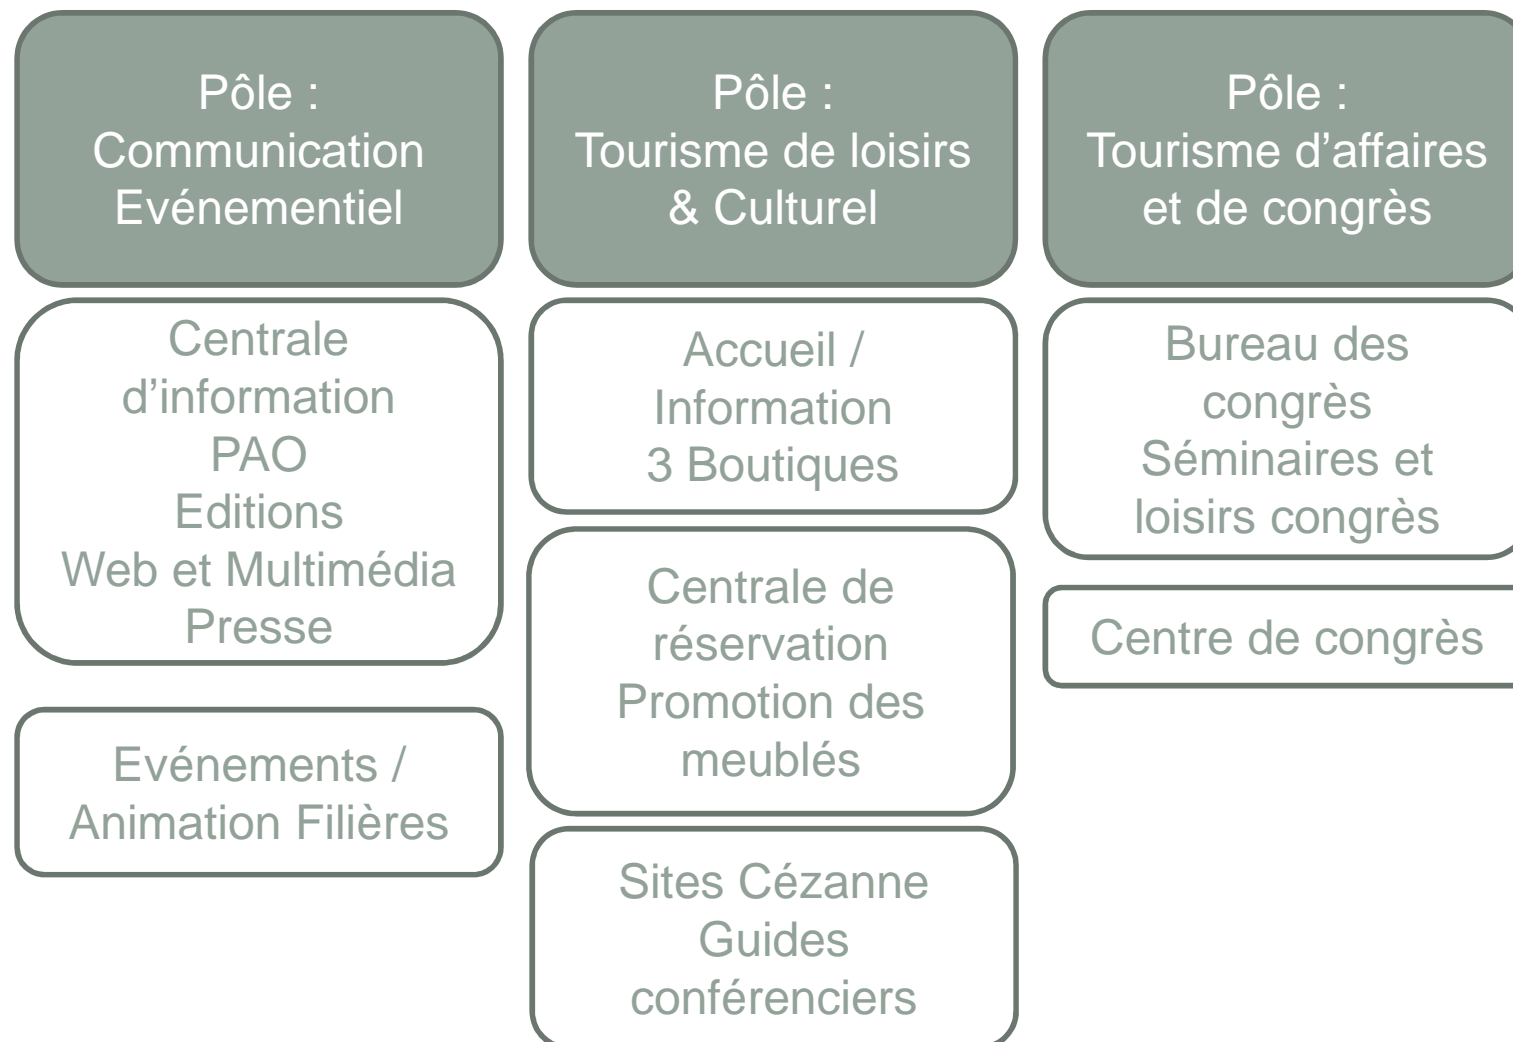 Pôle :
Communication
Evénementiel
Centrale
d’information
PAO
Editions
Web et Multimédia
Presse
Evénements /
Animation Filières
Pôle :
Tourisme de loisirs
& Culturel
Accueil /
Information
3 Boutiques
Centrale de
réservation
Promotion des
meublés
Sites Cézanne
Guides
conférenciers
Pôle :
Tourisme d’affaires
et de congrès
Bureau des
congrès
Séminaires et
loisirs congrès
Centre de congrès